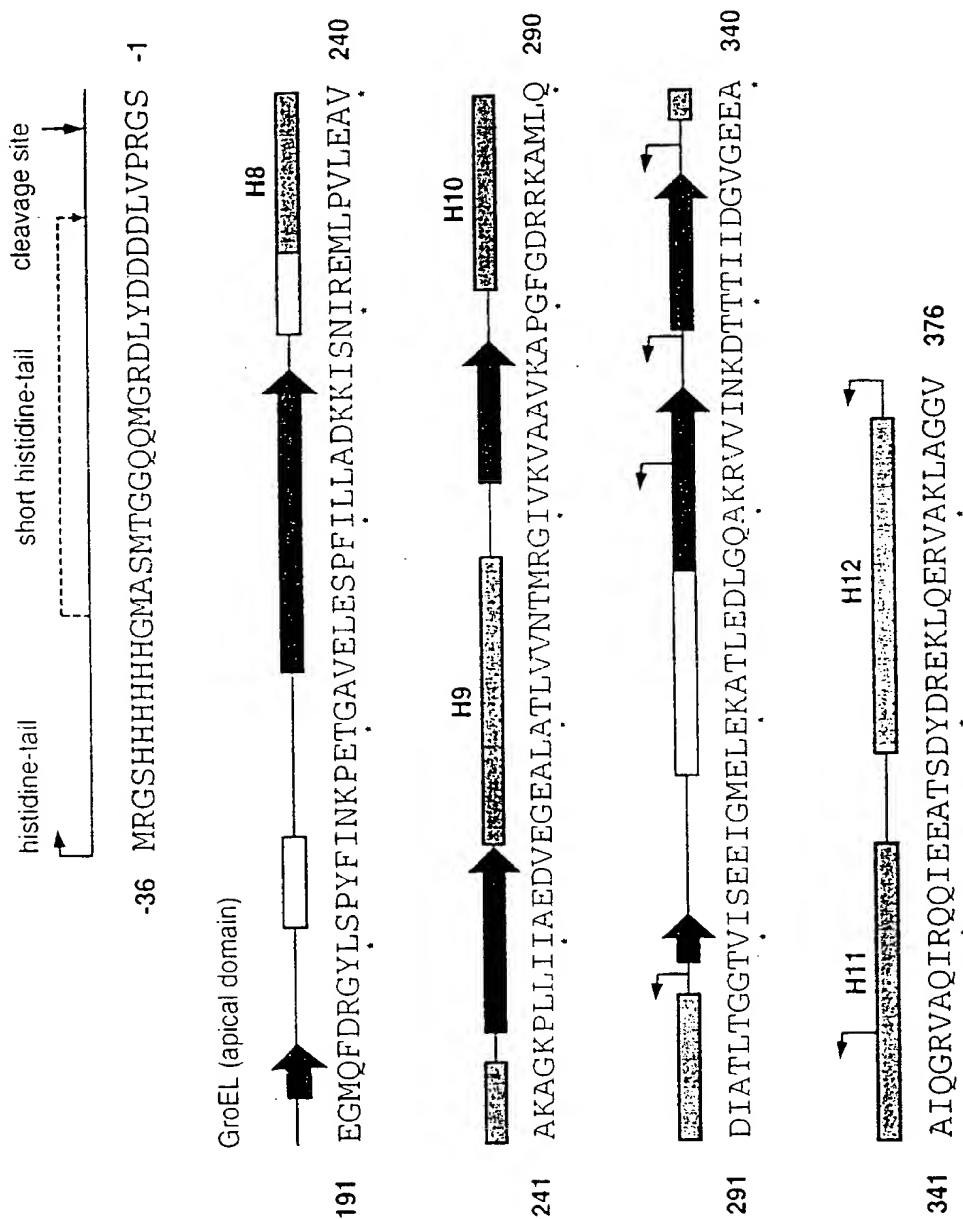 histidine-tail short histidine-tail cleavage site
-36 MRGSHHHHHHGMASMTGGQQMGRDLYDDDDLVPRGS -1
GroEL (apical domain)
H8
191 EGMQFDRGYLSPYFINKPETGAVELESPFILLADKKISNIREMLPVLEAV 240
H9 H10
241 AKAGKPLLIIAEDVEGEALATLVVNTMRGIVKVAAVKAPGFGDRRKAMLQ 290
291 DIATLTGGTVISEEIGMELEKATLEDLGQAKRVVINKDTTTIIDGVGEEA 340
H11 H12
341 AIQGRVAQIRQQIEEATSDYDREKLQERVAKLAGGV 376